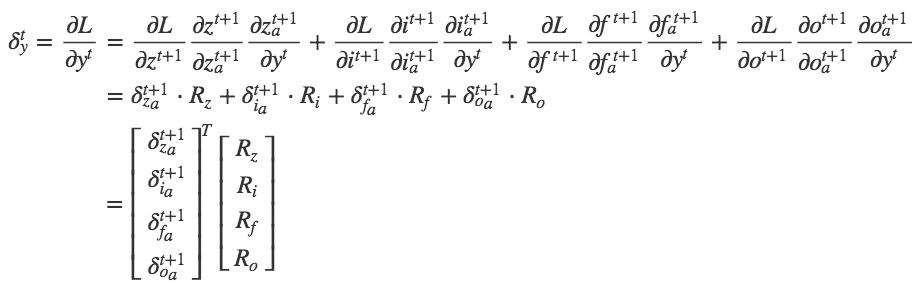 δ_y^t = ∂L/∂y^t = ∂L/∂z^{t+1} ∂z^{t+1}/∂z_a^{t+1} ∂z_a^{t+1}/∂y^t + ∂L/∂i^{t+1} ∂i^{t+1}/∂i_a^{t+1} ∂i_a^{t+1}/∂y^t + ∂L/∂f^{t+1} ∂f^{t+1}/∂f_a^{t+1} ∂f_a^{t+1}/∂y^t + ∂L/∂o^{t+1} ∂o^{t+1}/∂o_a^{t+1} ∂o_a^{t+1}/∂y^t
= δ_{z_a}^{t+1} · R_z + δ_{i_a}^{t+1} · R_i + δ_{f_a}^{t+1} · R_f + δ_{o_a}^{t+1} · R_o
= [δ_{z_a}^{t+1} δ_{i_a}^{t+1} δ_{f_a}^{t+1} δ_{o_a}^{t+1}]^T [R_z R_i R_f R_o]